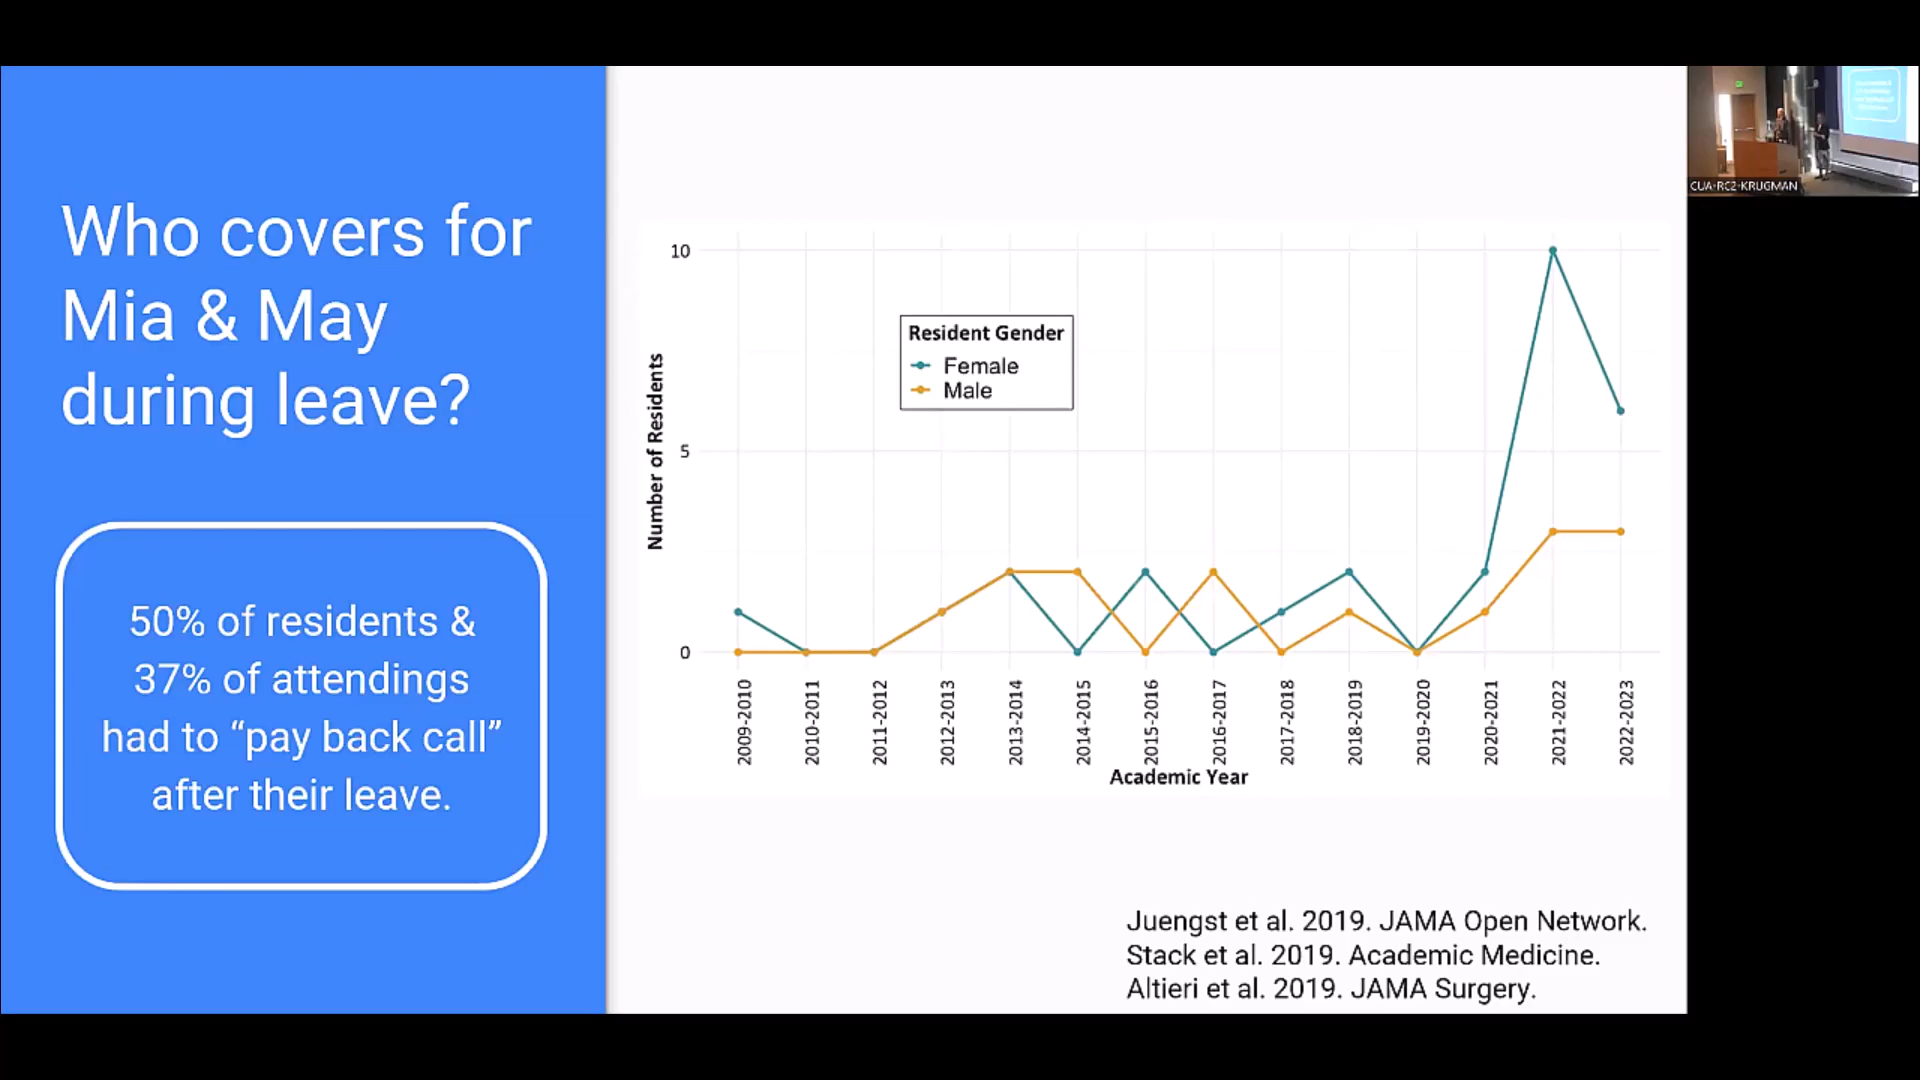 Who covers for
Mia & May
during leave?
50% of residents &
37% of attendings
had to “pay back call”
after their leave.
10
5
0
Number of Residents
Resident Gender
Female
Male
2009-2010
2010-2011
2011-2012
2012-2013
2013-2014
2014-2015
2015-2016
2016-2017
2017-2018
2018-2019
2019-2020
2020-2021
2021-2022
2022-2023
Academic Year
Juengst et al. 2019. JAMA Open Network.
Stack et al. 2019. Academic Medicine.
Altieri et al. 2019. JAMA Surgery.
CUA-RC2-KRUGMAN